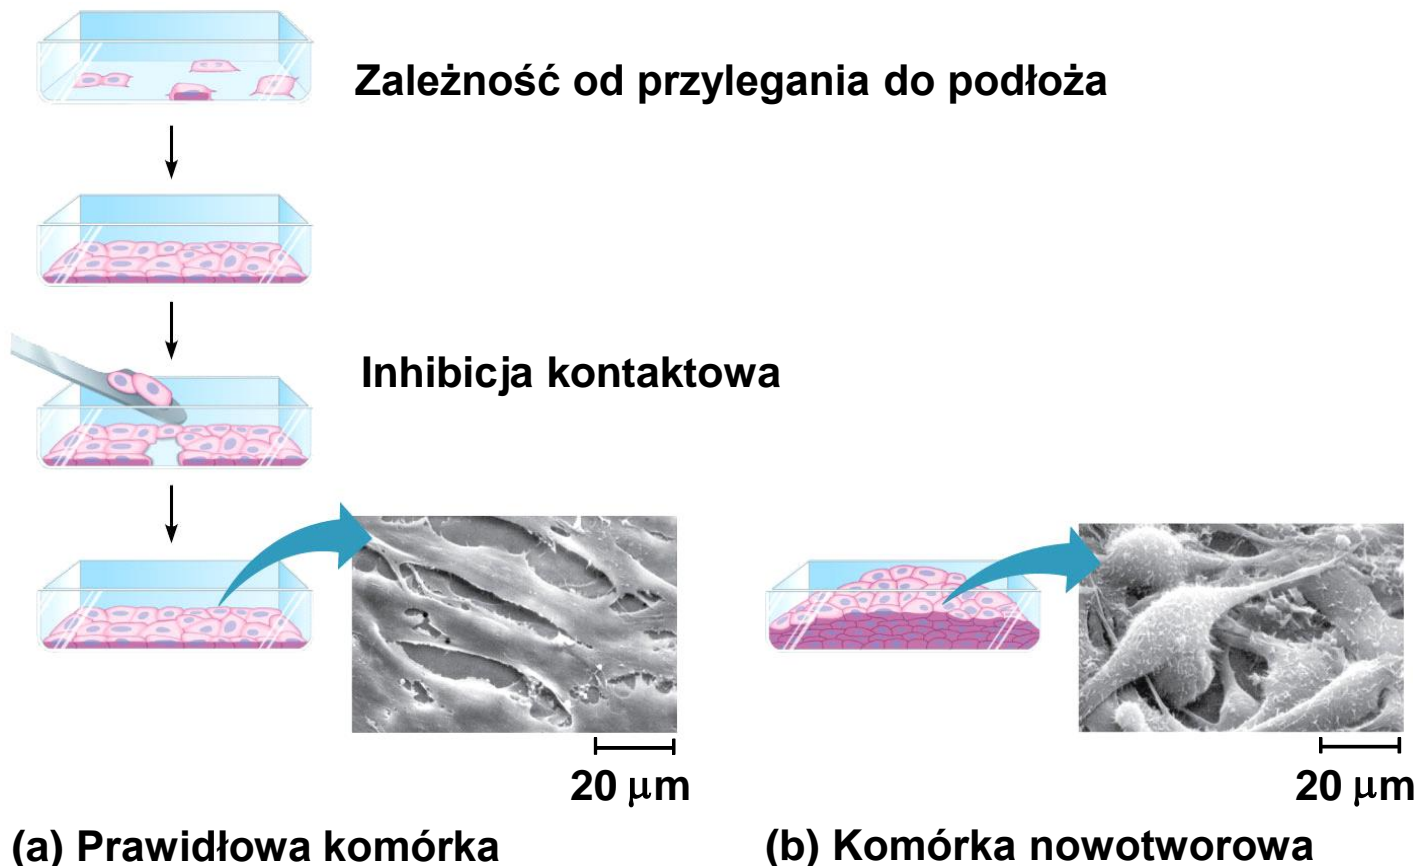 Zależność od przylegania do podłoża
Inhibicja kontaktowa
20 μm
20 μm
(a) Prawidłowa komórka
(b) Komórka nowotworowa